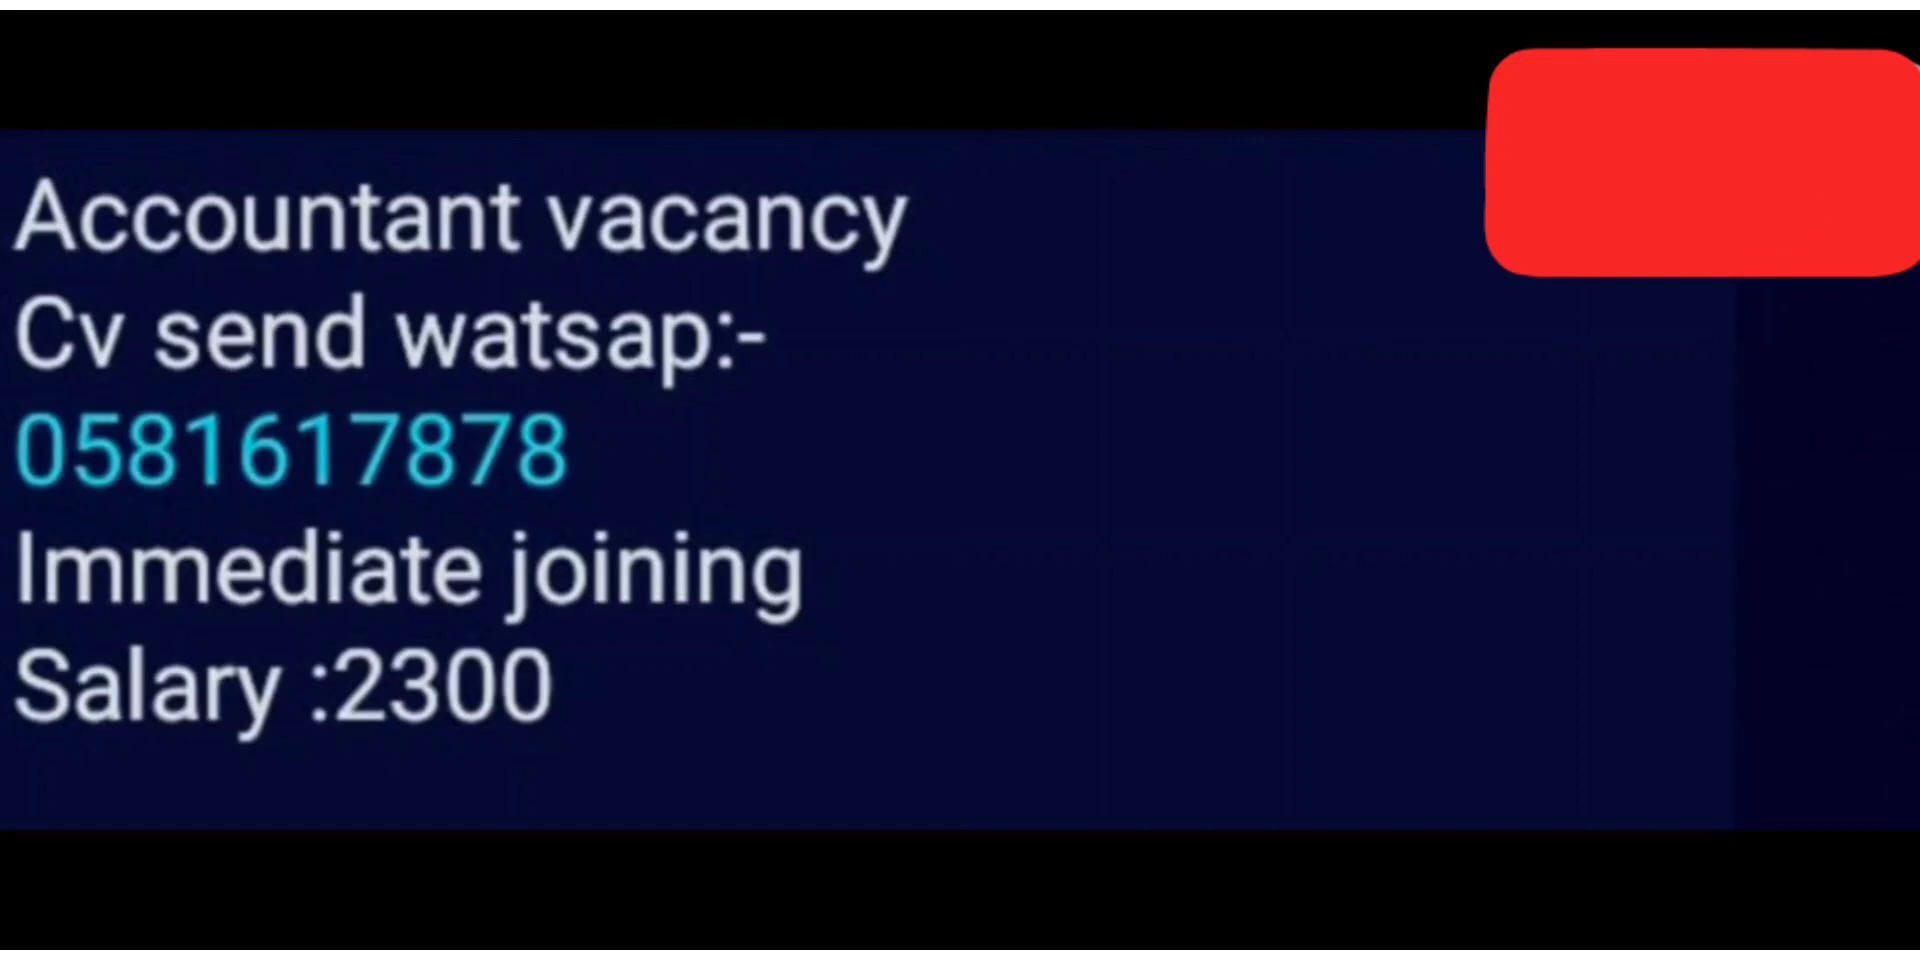 Accountant vacancy
Cv send watsap:-
0581617878
Immediate joining
Salary :2300